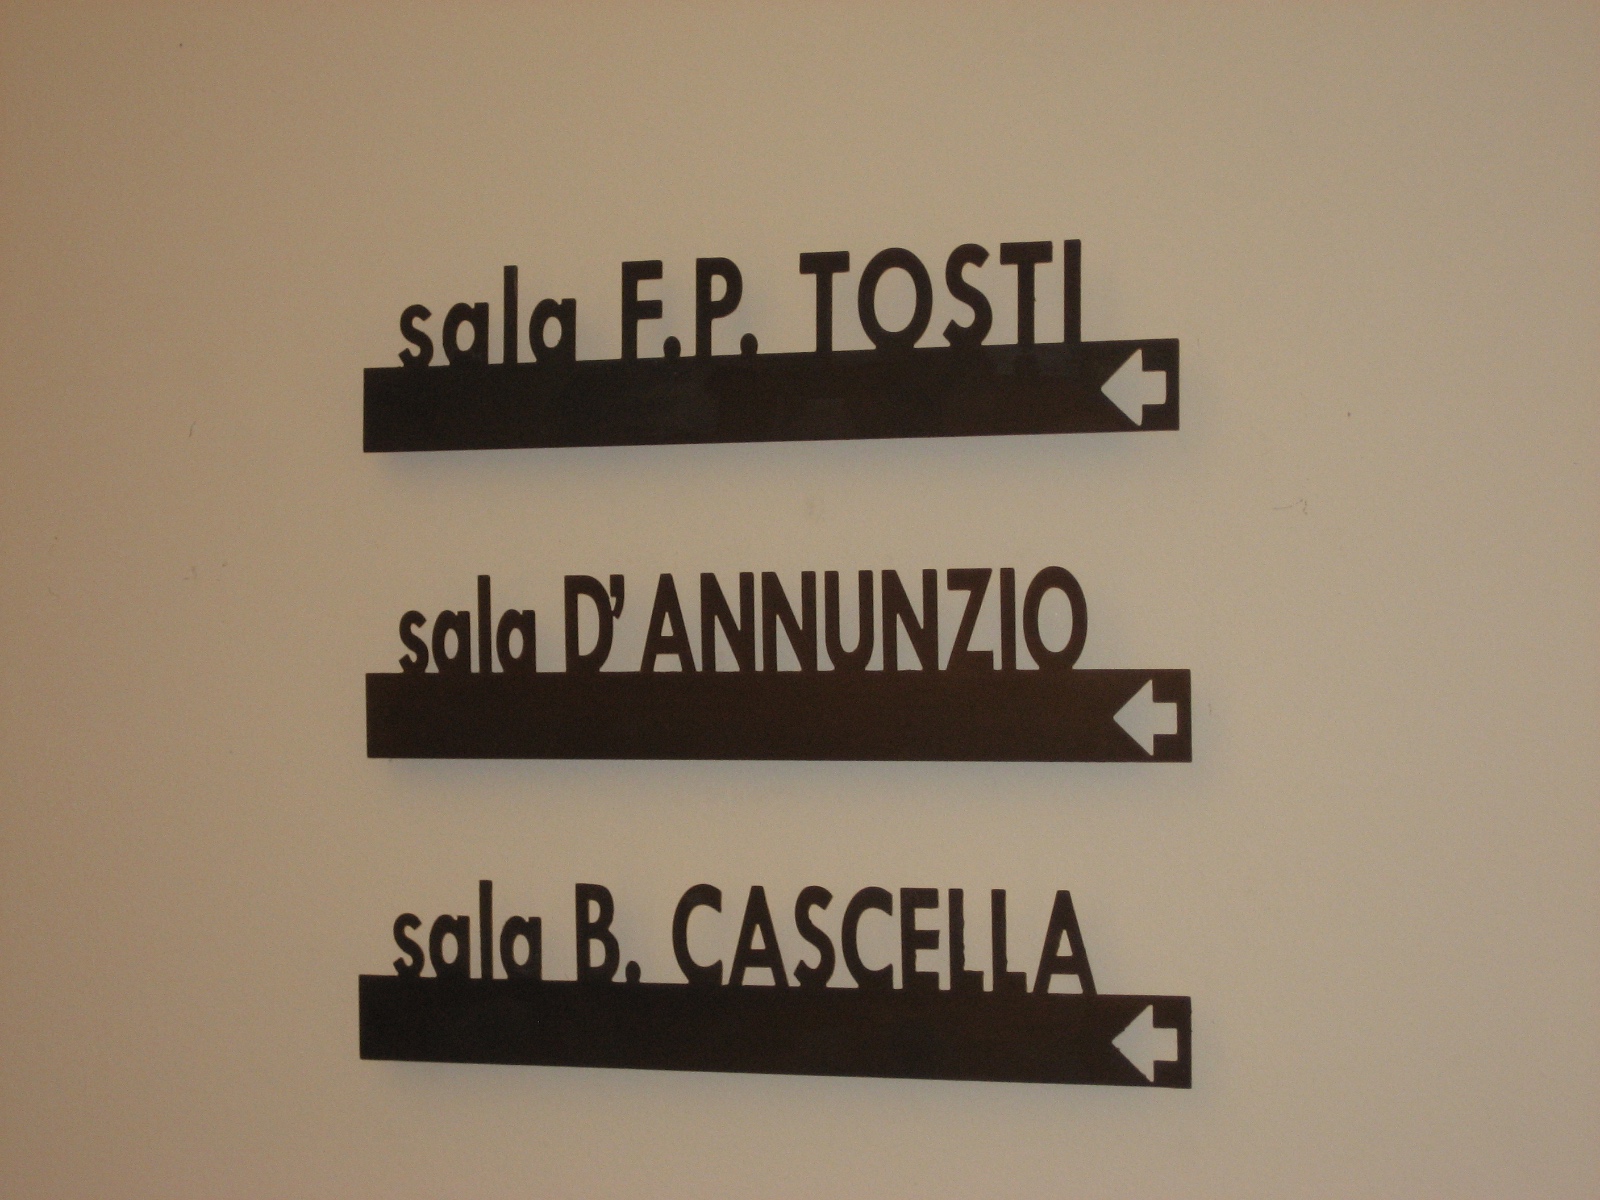 sala F.P. TOSTI
sala D'ANNUNZIO
sala B. CASCELLA